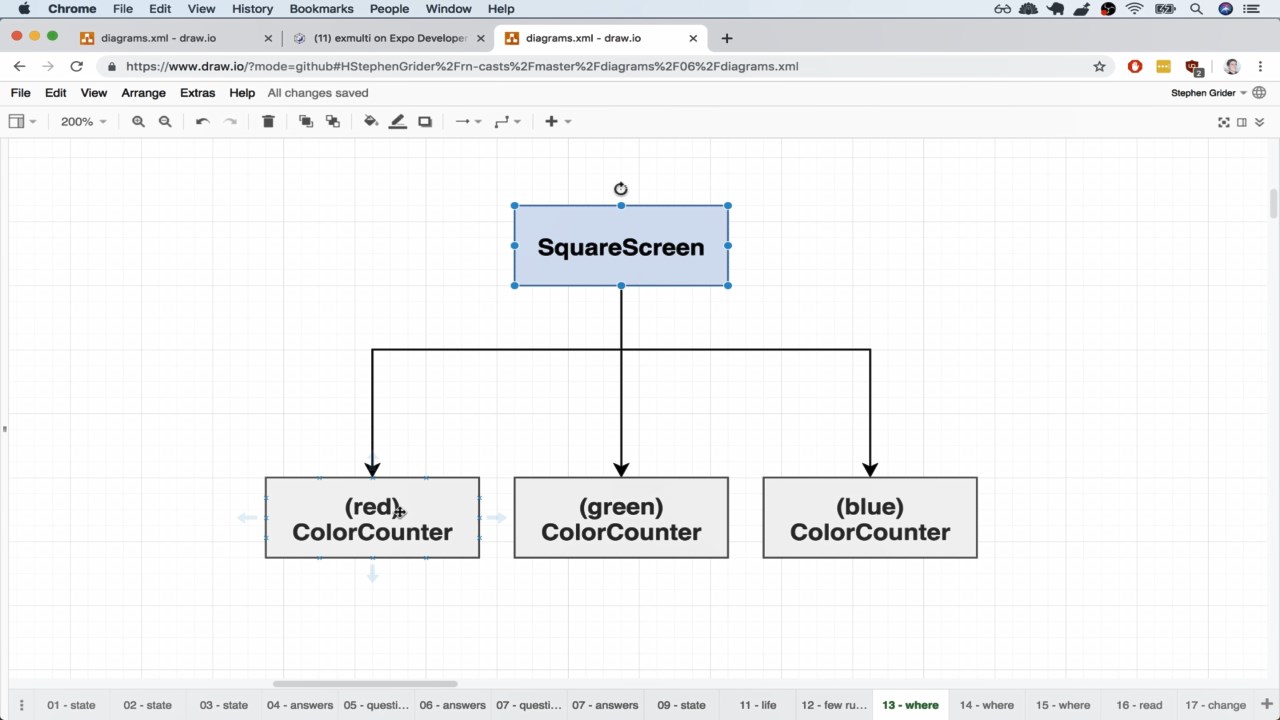 Chrome File Edit View History Bookmarks People Window Help
diagrams.xml - draw.io
(11) exmulti on Expo Developer
diagrams.xml - draw.io
https://www.draw.io/?mode=github#HStephenGrider%2Frn-casts%2Fmaster%2Fdiagrams%2F06%2Fdiagrams.xml
2
File Edit View Arrange Extras Help All changes saved
Stephen Grider
200%
SquareScreen
(red)
ColorCounter
(green)
ColorCounter
(blue)
ColorCounter
01 - state 02 - state 03 - state 04 - answers 05 - questi... 06 - answers 07 - questi... 07 - answers 09 - state 11 - life 12 - few ru... 13 - where 14 - where 15 - where 16 - read 17 - change